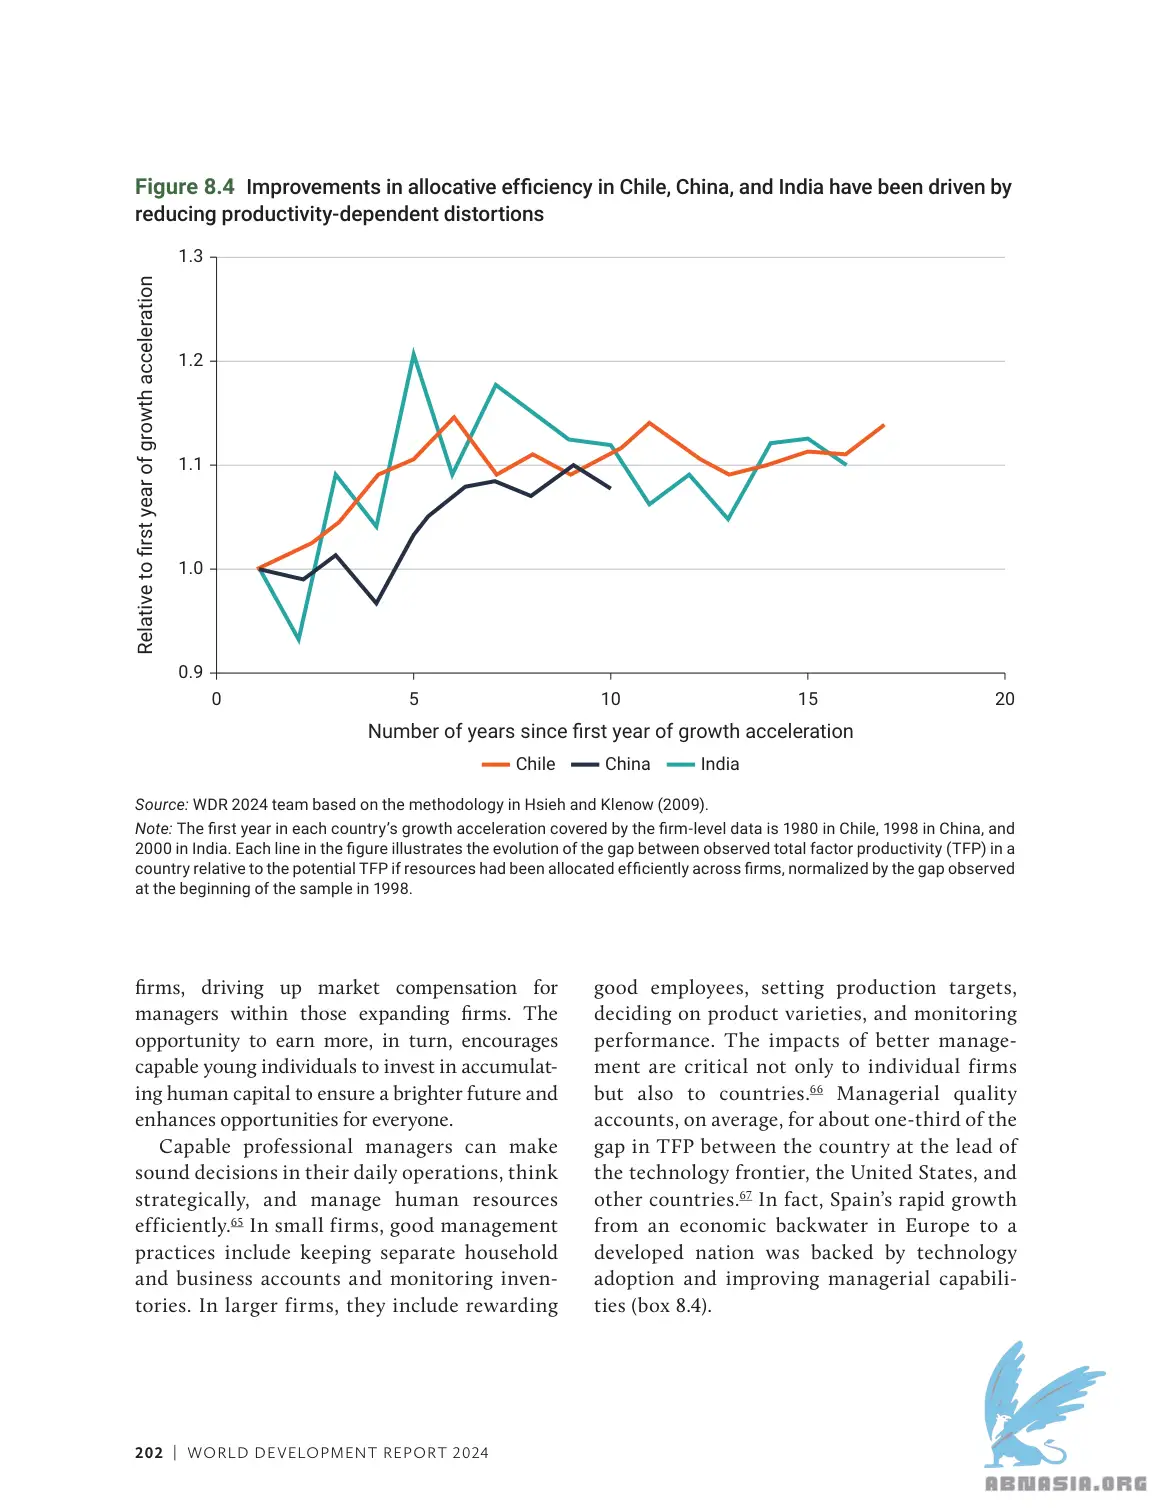 Figure 8.4 Improvements in allocative efficiency in Chile, China, and India have been driven by
reducing productivity-dependent distortions
Relative to first year of growth acceleration
1.3
1.2
1.1
1.0
0.9
0
5
10
15
20
Number of years since first year of growth acceleration
Chile
China
India
Source: WDR 2024 team based on the methodology in Hsieh and Klenow (2009).
Note: The first year in each country's growth acceleration covered by the firm-level data is 1980 in Chile, 1998 in China, and
2000 in India. Each line in the figure illustrates the evolution of the gap between observed total factor productivity (TFP) in a
country relative to the potential TFP if resources had been allocated efficiently across firms, normalized by the gap observed
at the beginning of the sample in 1998.
firms, driving up market compensation for
managers within those expanding firms. The
opportunity to earn more, in turn, encourages
capable young individuals to invest in accumulat-
ing human capital to ensure a brighter future and
enhances opportunities for everyone.
Capable professional managers can make
sound decisions in their daily operations, think
strategically, and manage human resources
efficiently.65 In small firms, good management
practices include keeping separate household
and business accounts and monitoring inven-
tories. In larger firms, they include rewarding
good employees, setting production targets,
deciding on product varieties, and monitoring
performance. The impacts of better manage-
ment are critical not only to individual firms
but also to countries.66 Managerial quality
accounts, on average, for about one-third of the
gap in TFP between the country at the lead of
the technology frontier, the United States, and
other countries.67 In fact, Spain's rapid growth
from an economic backwater in Europe to a
developed nation was backed by technology
adoption and improving managerial capabili-
ties (box 8.4).
202 | WORLD DEVELOPMENT REPORT 2024
ABNASIA.ORG